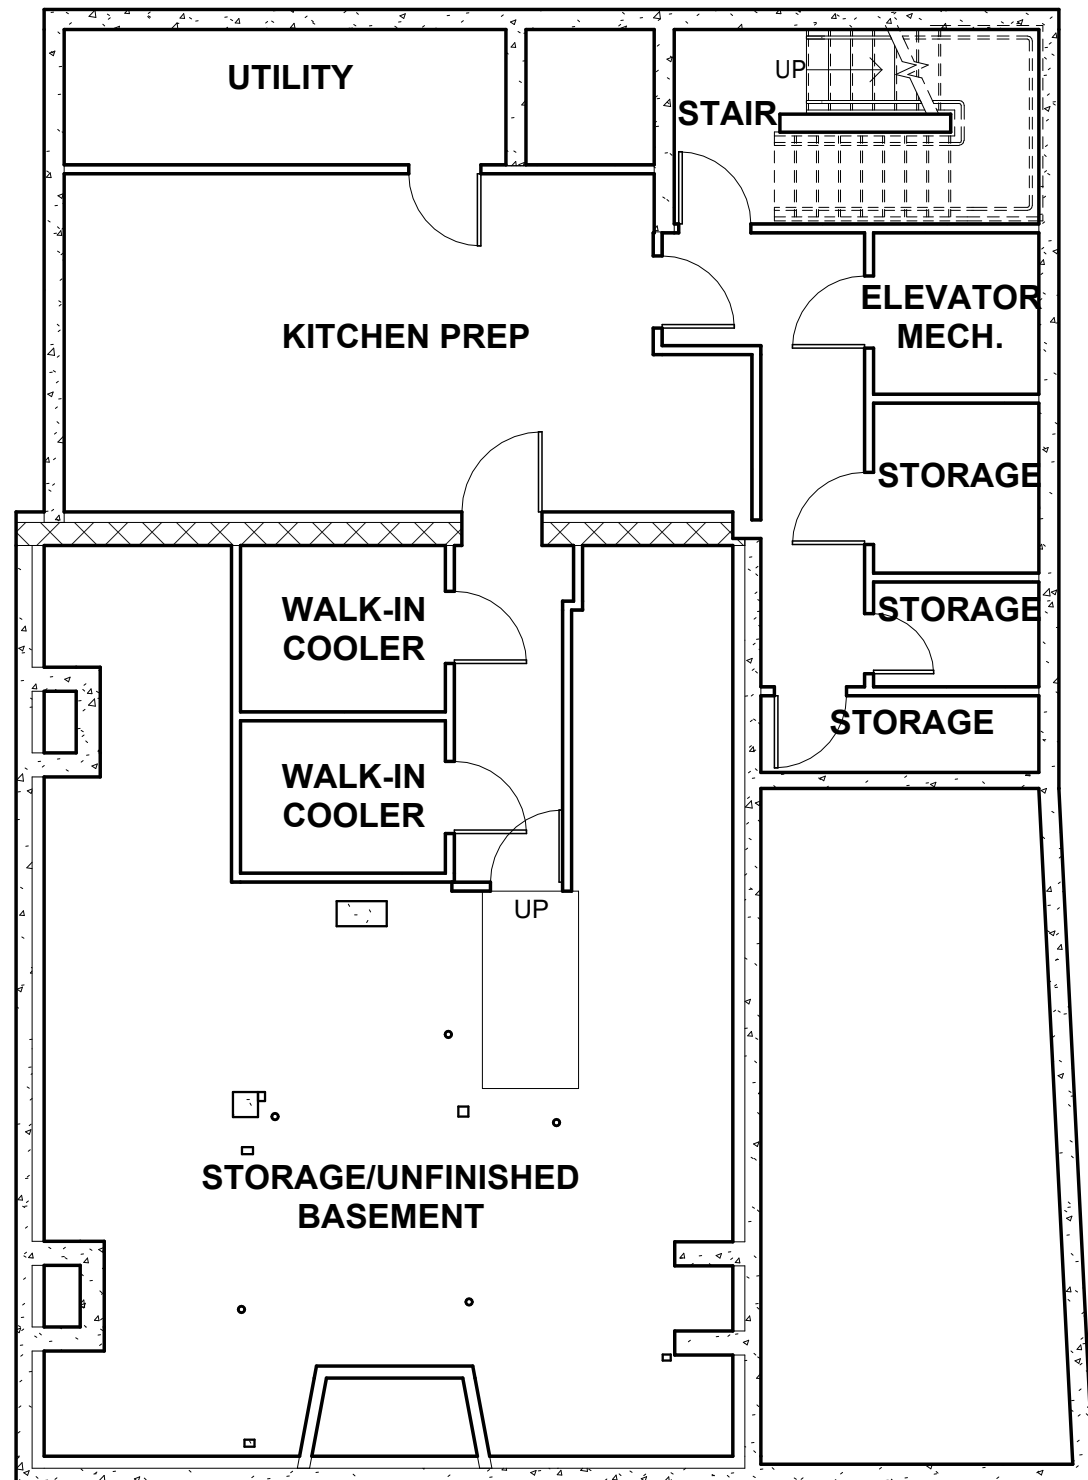 UTILITY
UP
STAIR
ELEVATOR
MECH.
KITCHEN PREP
STORAGE
WALK-IN
COOLER
STORAGE
STORAGE
WALK-IN
COOLER
UP
STORAGE/UNFINISHED
BASEMENT